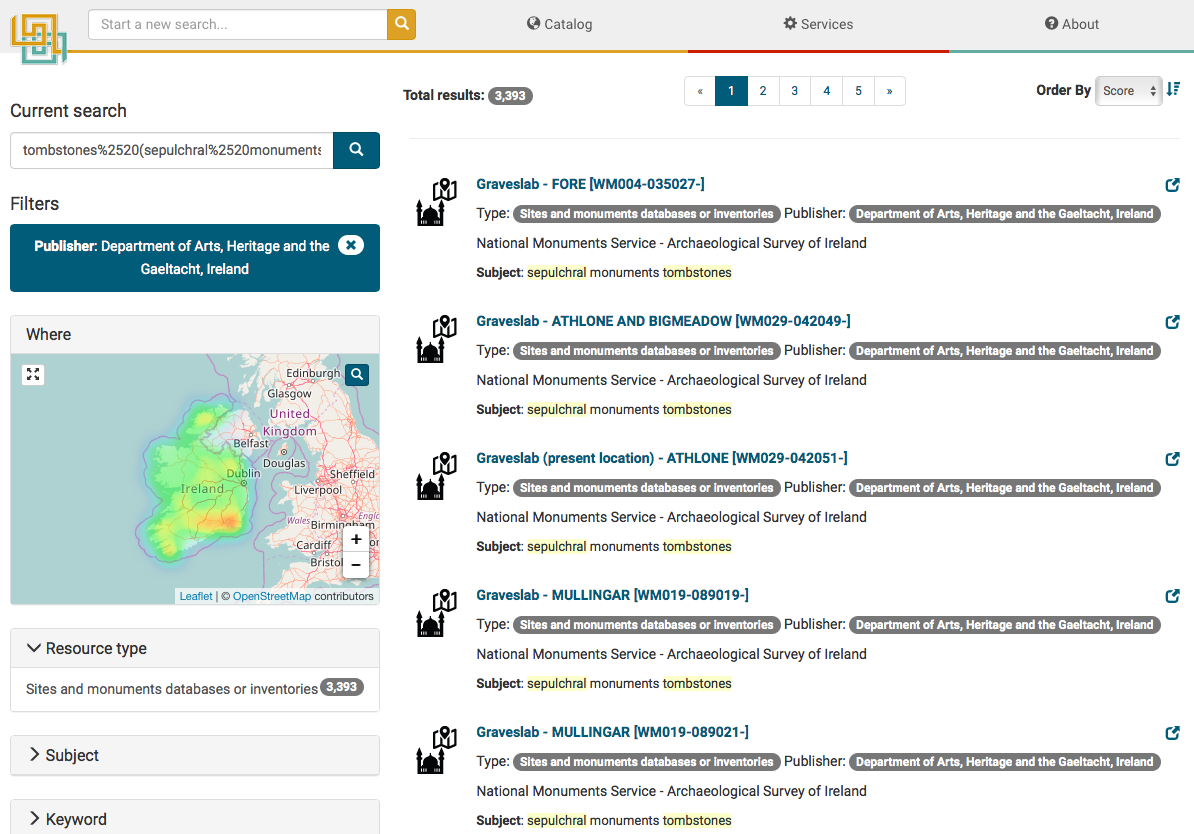 Start a new search...
Catalog
Services
About
Current search
tombstones%2520(sepulchral%2520monuments
Filters
Publisher: Department of Arts, Heritage and the
Gaeltacht, Ireland
Where
Edinburgh
Glasgow
United
Kingdom
Belfast
Douglas
Dublin
Sheffield
Ireland
Liverpool
Wales
Birmingham
Cardiff
Bristol
+
−
Leaflet | © OpenStreetMap contributors
Resource type
Sites and monuments databases or inventories 3,393
Subject
Keyword
Total results: 3,393
« 1 2 3 4 5 »
Order By Score
Graveslab - FORE [WM004-035027-]
Type: Sites and monuments databases or inventories Publisher: Department of Arts, Heritage and the Gaeltacht, Ireland
National Monuments Service - Archaeological Survey of Ireland
Subject: sepulchral monuments tombstones
Graveslab - ATHLONE AND BIGMEADOW [WM029-042049-]
Type: Sites and monuments databases or inventories Publisher: Department of Arts, Heritage and the Gaeltacht, Ireland
National Monuments Service - Archaeological Survey of Ireland
Subject: sepulchral monuments tombstones
Graveslab (present location) - ATHLONE [WM029-042051-]
Type: Sites and monuments databases or inventories Publisher: Department of Arts, Heritage and the Gaeltacht, Ireland
National Monuments Service - Archaeological Survey of Ireland
Subject: sepulchral monuments tombstones
Graveslab - MULLINGAR [WM019-089019-]
Type: Sites and monuments databases or inventories Publisher: Department of Arts, Heritage and the Gaeltacht, Ireland
National Monuments Service - Archaeological Survey of Ireland
Subject: sepulchral monuments tombstones
Graveslab - MULLINGAR [WM019-089021-]
Type: Sites and monuments databases or inventories Publisher: Department of Arts, Heritage and the Gaeltacht, Ireland
National Monuments Service - Archaeological Survey of Ireland
Subject: sepulchral monuments tombstones